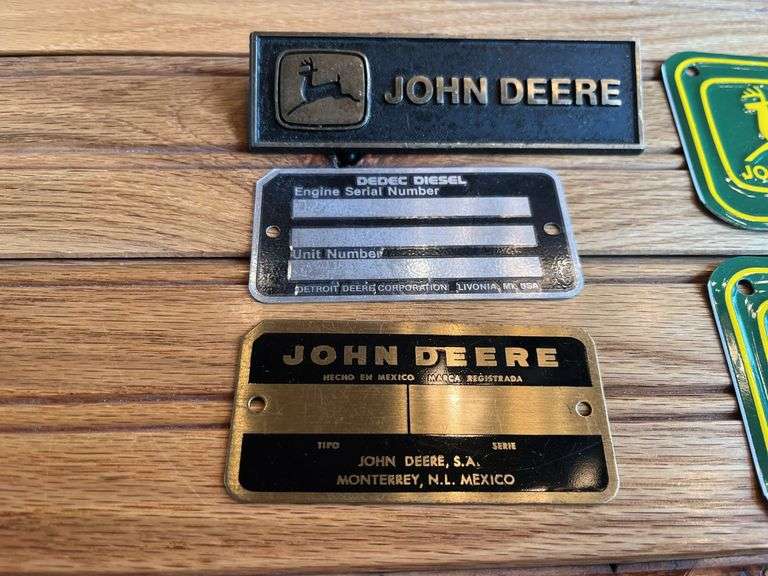 JOHN DEERE
DEDEC DIESEL
Engine Serial Number
Unit Number
DETROIT DEERE CORPORATION LIVONIA, MI, USA
JOHN DEERE
HECHO EN MEXICO MARCA REGISTRADA
TIPO SERIE
JOHN DEERE, S.A.
MONTERREY, N.L. MEXICO
JO